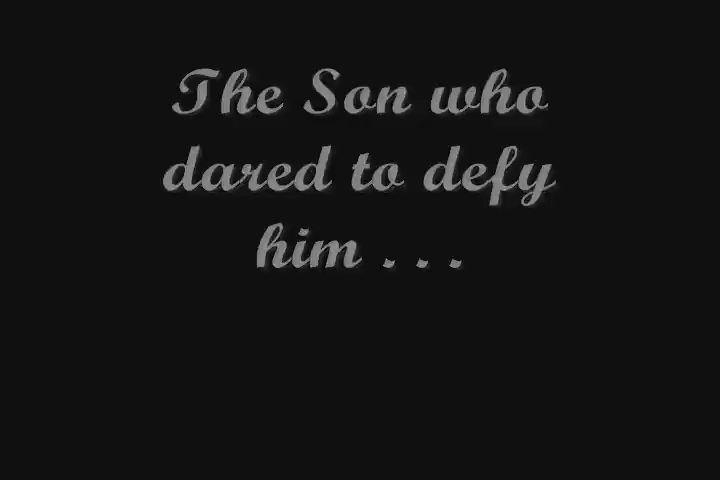 The Son who
dared to defy
him . . .